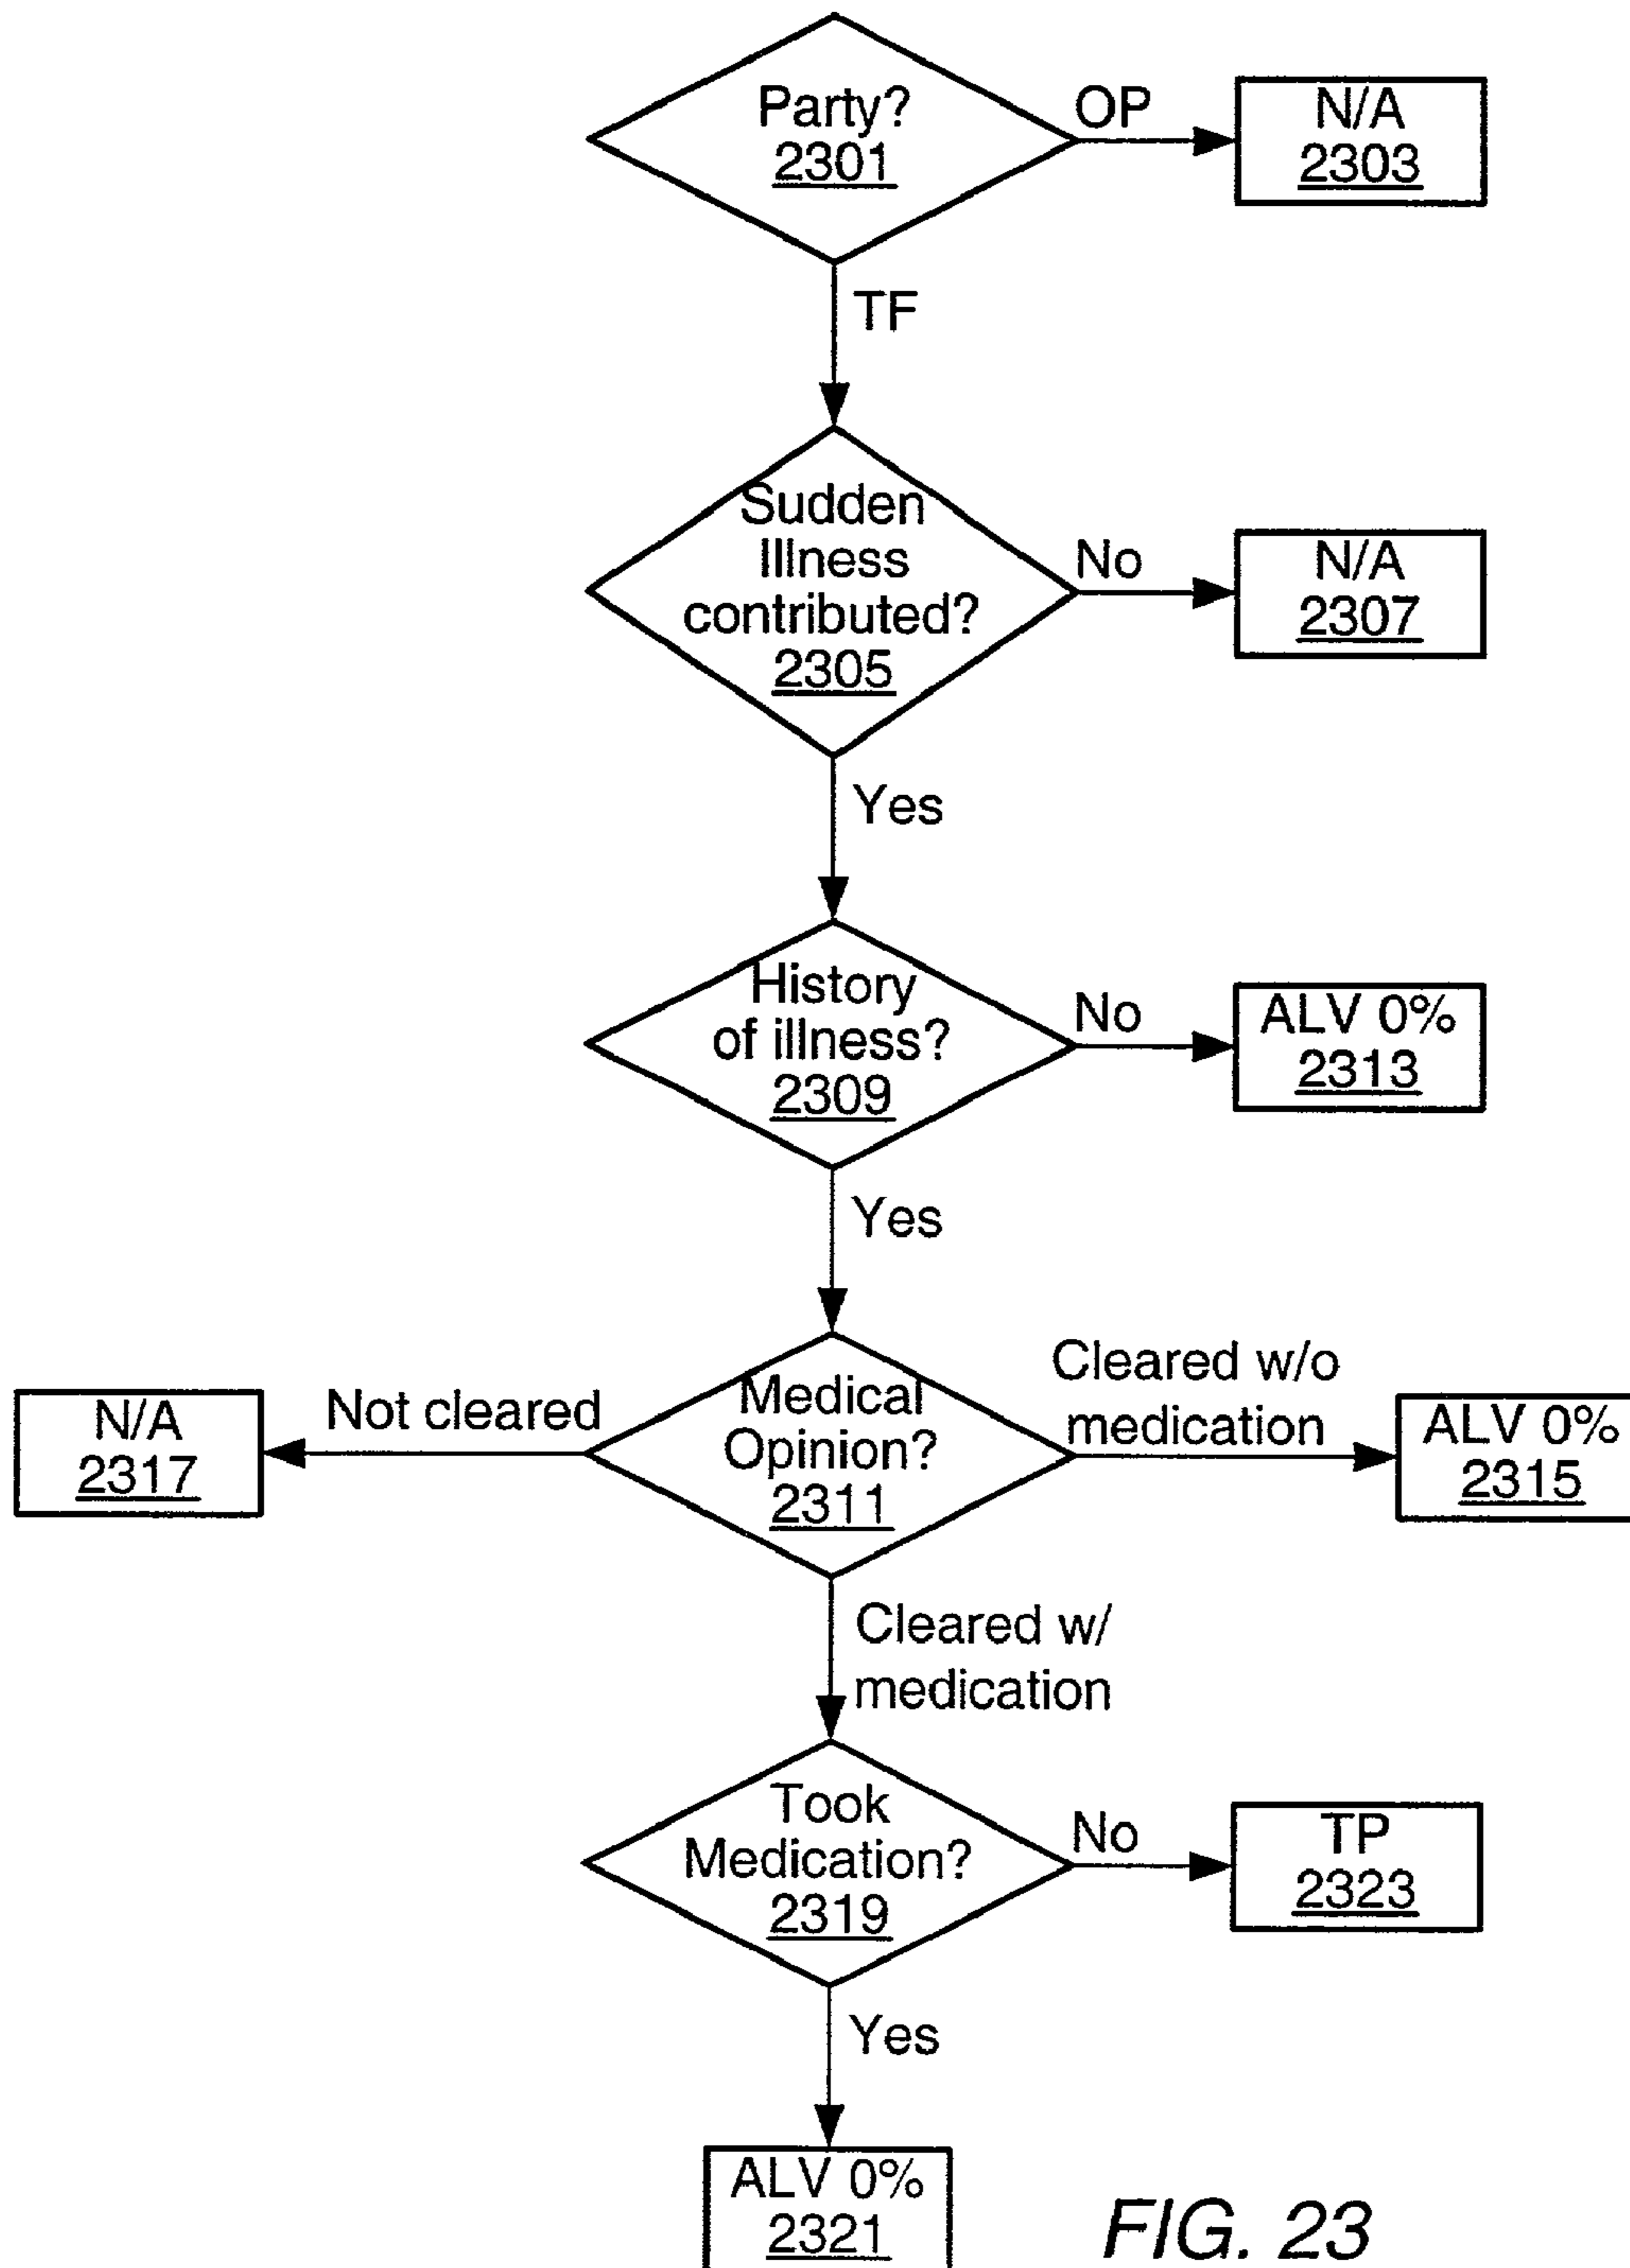 Party?
2301
OP
N/A
2303
TF
Sudden
Illness
contributed?
2305
No
N/A
2307
Yes
History
of illness?
2309
No
ALV 0%
2313
Yes
Medical
Opinion?
2311
Not cleared
N/A
2317
Cleared w/o
medication
ALV 0%
2315
Cleared w/
medication
Took
Medication?
2319
No
TP
2323
Yes
ALV 0%
2321
FIG. 23